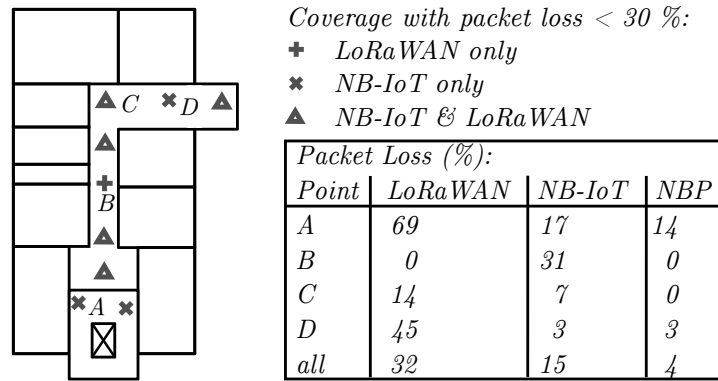 C
D
B
A
Coverage with packet loss < 30 %:
LoRaWAN only
NB-IoT only
NB-IoT & LoRaWAN
Packet Loss (%):
Point LoRaWAN NB-IoT NBP
A 69 17 14
B 0 31 0
C 14 7 0
D 45 3 3
all 32 15 4